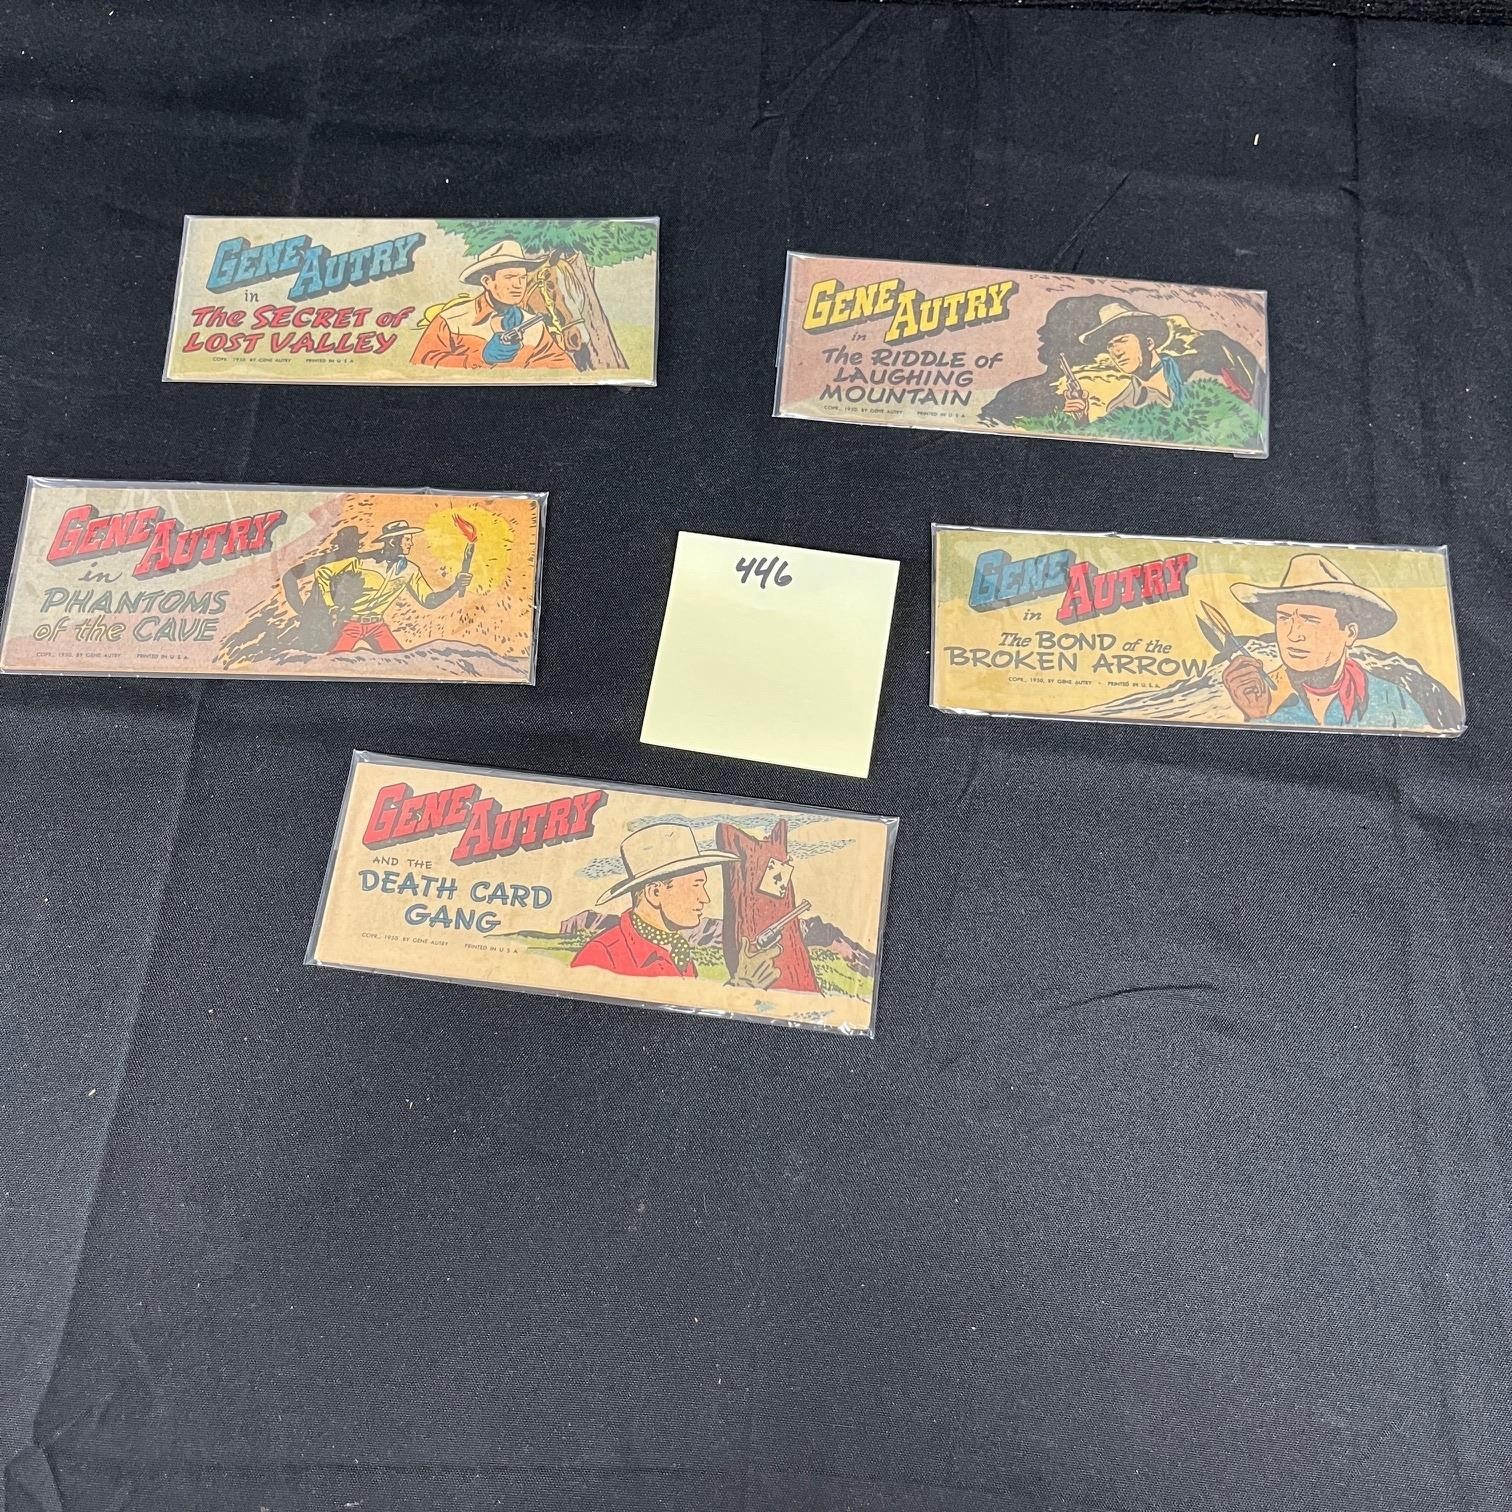 GENE AUTRY
in
The SECRET of
LOST VALLEY
COPR. 1950 BY GENE AUTRY PRINTED IN U S A
GENE AUTRY
in
The RIDDLE of
LAUGHING
MOUNTAIN
COPR., 1950, BY GENE AUTRY PRINTED IN U S A
GENE AUTRY
in
PHANTOMS
of the CAVE
COPR., 1950, BY GENE AUTRY PRINTED IN U. S. A.
446
GENE AUTRY
in
The BOND of the
BROKEN ARROW
COPR., 1950, BY GENE AUTRY - PRINTED IN U. S. A.
GENE AUTRY
AND THE
DEATH CARD
GANG
COPR., 1950 BY GENE AUTRY PRINTED IN U S A